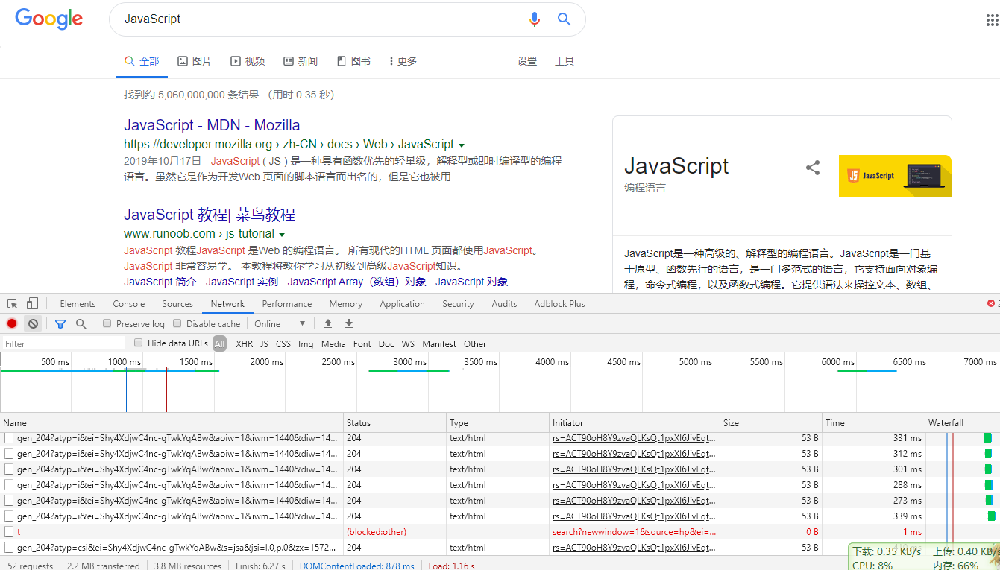 Google
JavaScript
全部 图片 视频 新闻 图书 更多 设置 工具
找到约 5,060,000,000 条结果 （用时 0.35 秒）
JavaScript - MDN - Mozilla
https://developer.mozilla.org › zh-CN › docs › Web › JavaScript
2019年10月17日 - JavaScript ( JS ) 是一种具有函数优先的轻量级，解释型或即时编译型的编程
语言。虽然它是作为开发Web 页面的脚本语言而出名的，但是它也被用 ...
JavaScript 教程| 菜鸟教程
www.runoob.com › js-tutorial
JavaScript 教程JavaScript 是Web 的编程语言。 所有现代的HTML 页面都使用JavaScript。
JavaScript 非常容易学。 本教程将教你学习从初级到高级JavaScript知识。
JavaScript 简介 · JavaScript 实例 · JavaScript Array（数组）对象 · JavaScript 对象
JavaScript
编程语言
JS JavaScript
JavaScript是一种高级的、解释型的编程语言。JavaScript是一门基
于原型、函数先行的语言，是一门多范式的语言，它支持面向对象编
程，命令式编程，以及函数式编程。它提供语法来操控文本、数组、
Elements Console Sources Network Performance Memory Application Security Audits Adblock Plus
Preserve log Disable cache Online
Filter Hide data URLs All XHR JS CSS Img Media Font Doc WS Manifest Other
500 ms 1000 ms 1500 ms 2000 ms 2500 ms 3000 ms 3500 ms 4000 ms 4500 ms 5000 ms 5500 ms 6000 ms 6500 ms 7000 ms
Name Status Type Initiator Size Time Waterfall
gen_204?atyp=i&ei=Shy4XdjwC4nc-gTwkYqABw&aoiw=1&iwm=1440&diw=14... 204 text/html rs=ACT90oH8Y9zvaQLKsQt1pxXI6JivEqt... 53 B 331 ms
gen_204?atyp=i&ei=Shy4XdjwC4nc-gTwkYqABw&aoiw=1&iwm=1440&diw=14... 204 text/html rs=ACT90oH8Y9zvaQLKsQt1pxXI6JivEqt... 53 B 312 ms
gen_204?atyp=i&ei=Shy4XdjwC4nc-gTwkYqABw&aoiw=1&iwm=1440&diw=14... 204 text/html rs=ACT90oH8Y9zvaQLKsQt1pxXI6JivEqt... 53 B 301 ms
gen_204?atyp=i&ei=Shy4XdjwC4nc-gTwkYqABw&aoiw=1&iwm=1440&diw=14... 204 text/html rs=ACT90oH8Y9zvaQLKsQt1pxXI6JivEqt... 53 B 288 ms
gen_204?atyp=i&ei=Shy4XdjwC4nc-gTwkYqABw&aoiw=1&iwm=1440&diw=14... 204 text/html rs=ACT90oH8Y9zvaQLKsQt1pxXI6JivEqt... 53 B 273 ms
gen_204?atyp=i&ei=Shy4XdjwC4nc-gTwkYqABw&aoiw=1&iwm=1440&diw=14... 204 text/html rs=ACT90oH8Y9zvaQLKsQt1pxXI6JivEqt... 53 B 339 ms
t (blocked:other) search?newwindow=1&source=hp&ei=... 0 B 1 ms
gen_204?atyp=csi&ei=Shy4XdjwC4nc-gTwkYqABw&s=jsa&jsi=l.0,p.0&zx=1572... 204 text/html rs=ACT90oH8Y9zvaQLKsQt1pxXI6JivEqt... 53 B
下载: 0.35 KB/s 上传: 0.40 KB/s
CPU: 8% 内存: 66%
52 requests 2.2 MB transferred 3.8 MB resources Finish: 6.27 s DOMContentLoaded: 878 ms Load: 1.16 s